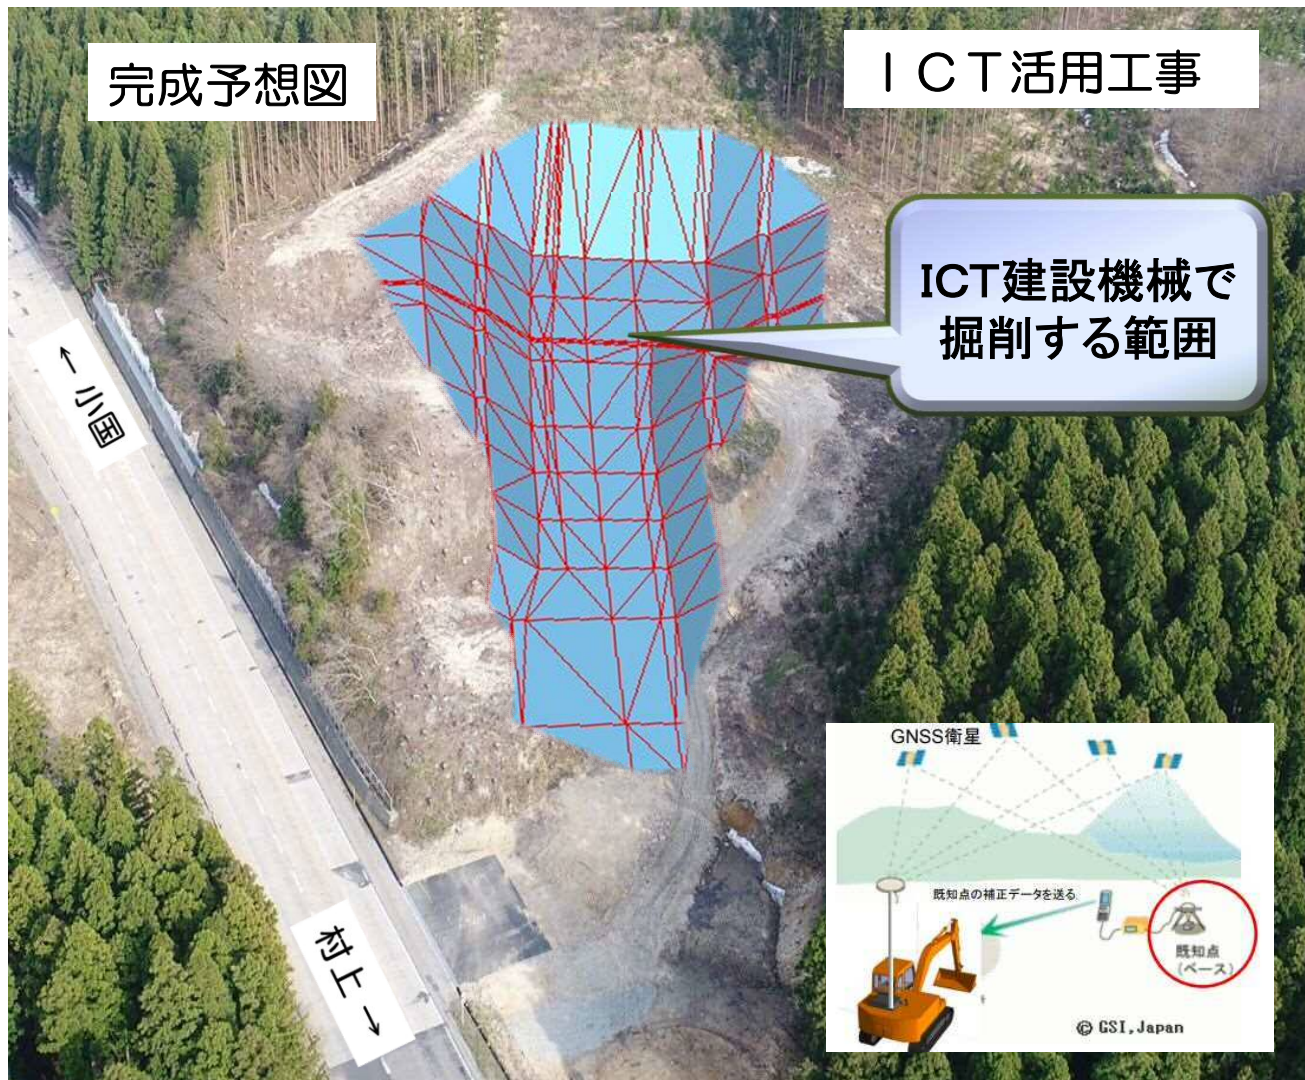 完成予想図
ＩＣＴ活用工事
ICT建設機械で
掘削する範囲
← 小国
村上 →
GNSS衛星
既知点の補正データを送る
既知点
(ベース)
© GSI,Japan